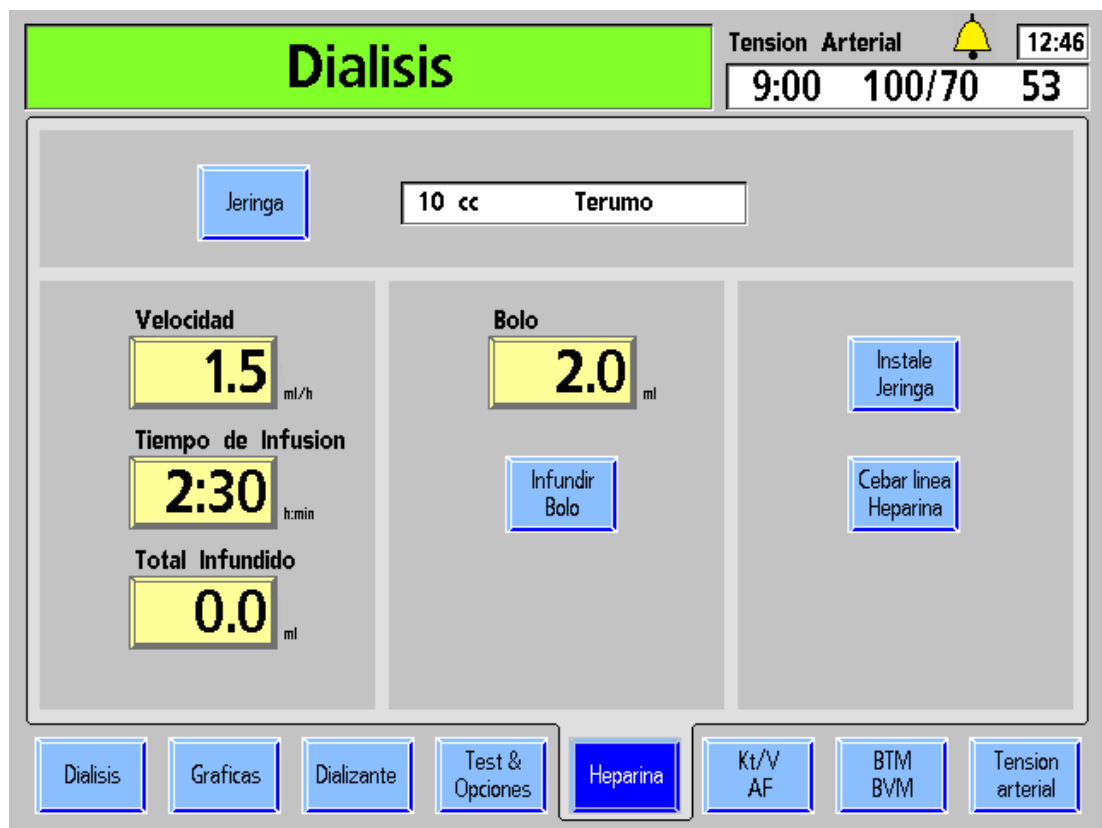 Dialisis
Tension Arterial 12:46
9:00 100/70 53
Jeringa
10 cc Terumo
Velocidad
1.5 ml/h
Tiempo de Infusion
2:30 h:min
Total Infundido
0.0 ml
Bolo
2.0 ml
Infundir
Bolo
Instale
Jeringa
Cebar linea
Heparina
Dialisis
Graficas
Dializante
Test &
Opciones
Heparina
Kt/V
AF
BTM
BVM
Tension
arterial